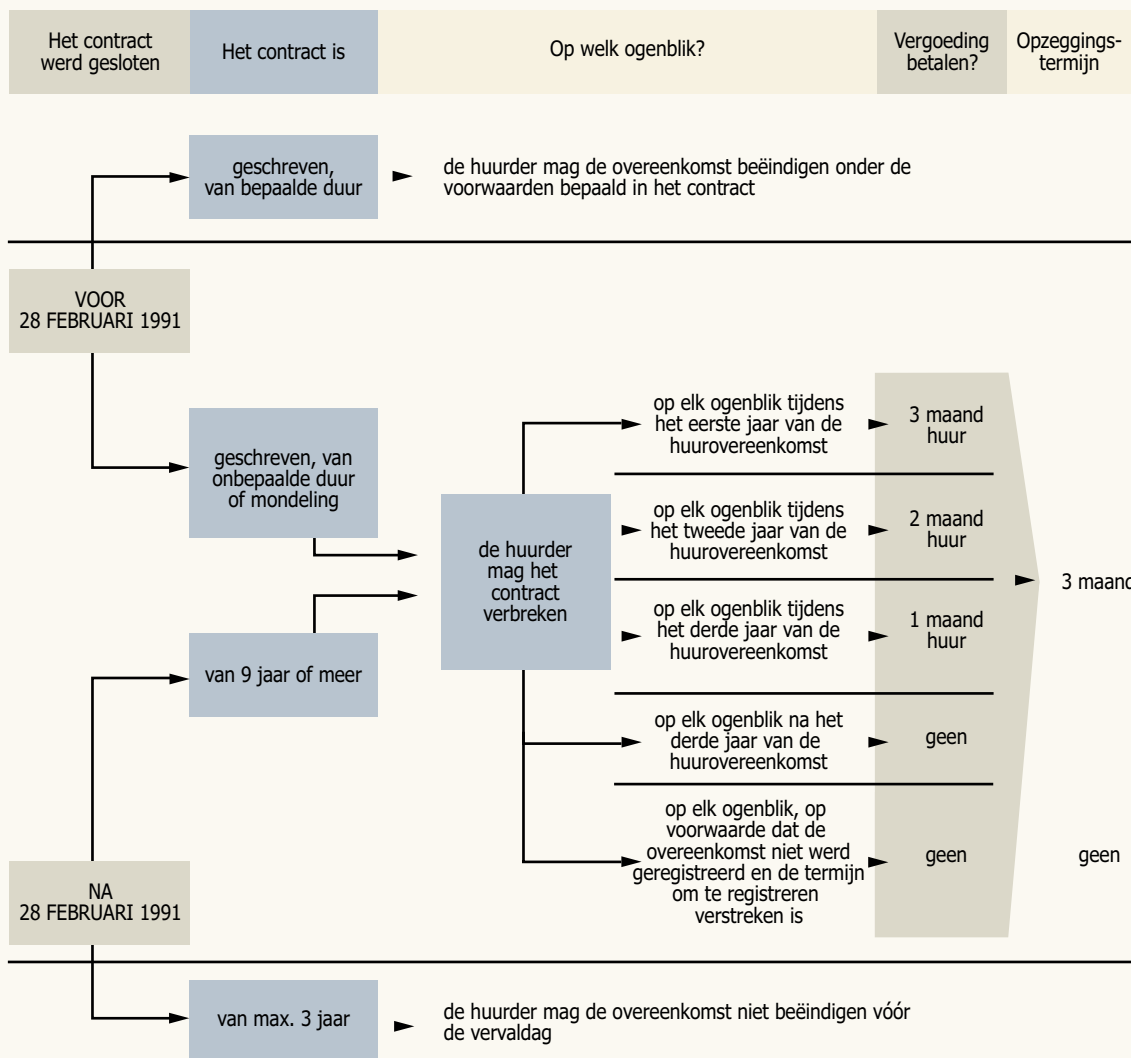 Het contract
werd gesloten
Het contract is
Op welk ogenblik?
Vergoeding
betalen?
Opzeggings-
termijn
geschreven,
van bepaalde duur
de huurder mag de overeenkomst beëindigen onder de
voorwaarden bepaald in het contract
VOOR
28 FEBRUARI 1991
geschreven, van
onbepaalde duur
of mondeling
van 9 jaar of meer
de huurder
mag het
contract
verbreken
op elk ogenblik tijdens
het eerste jaar van de
huurovereenkomst
3 maand
huur
op elk ogenblik tijdens
het tweede jaar van de
huurovereenkomst
2 maand
huur
op elk ogenblik tijdens
het derde jaar van de
huurovereenkomst
1 maand
huur
3 maand
op elk ogenblik na het
derde jaar van de
huurovereenkomst
geen
op elk ogenblik, op
voorwaarde dat de
overeenkomst niet werd
geregistreerd en de termijn
om te registreren
verstreken is
geen
geen
NA
28 FEBRUARI 1991
van max. 3 jaar
de huurder mag de overeenkomst niet beëindigen vóór
de vervaldag